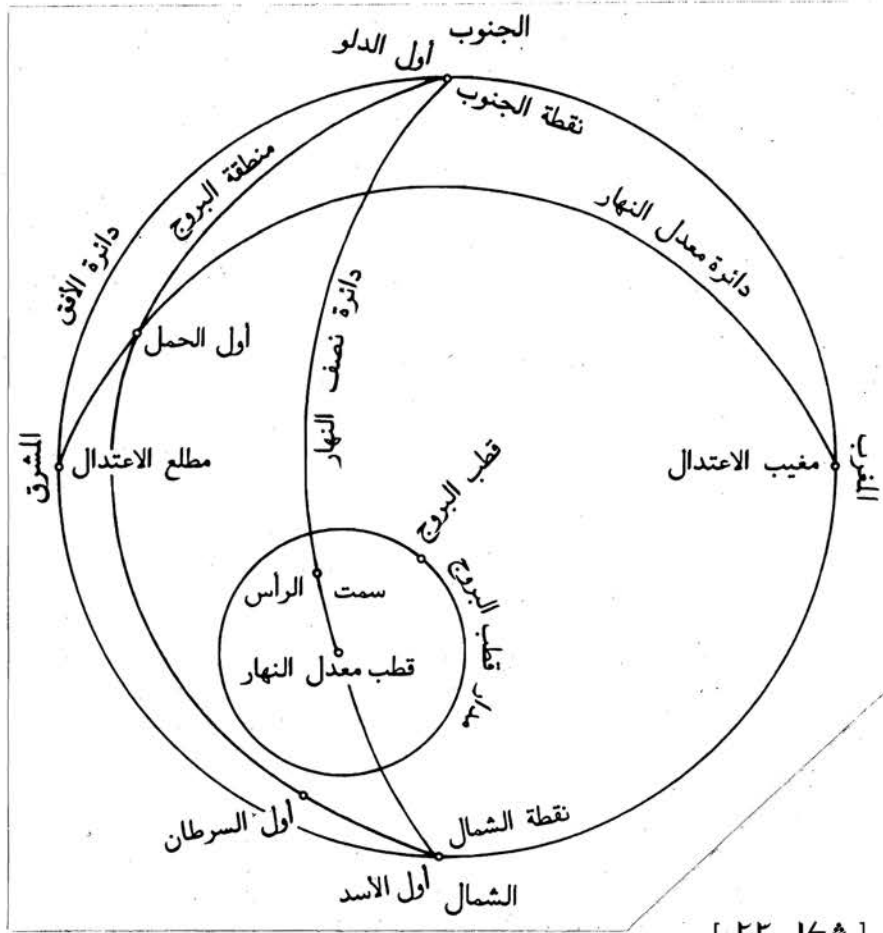 الجنوب
أول الدلو
نقطة الجنوب
منطقة البروج
دائرة معدل النهار
دائرة الأفق
دائرة نصف النهار
أول الحمل
المشرق
مطلع الاعتدال
مغيب الاعتدال
المغرب
قطب البروج
مدار قطب البروج
سمت الرأس
قطب معدل النهار
أول السرطان
نقطة الشمال
أول الأسد
الشمال